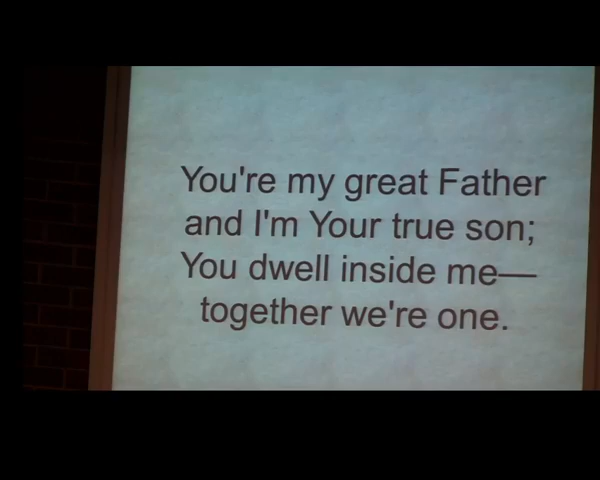 You're my great Father
and I'm Your true son;
You dwell inside me—
together we're one.